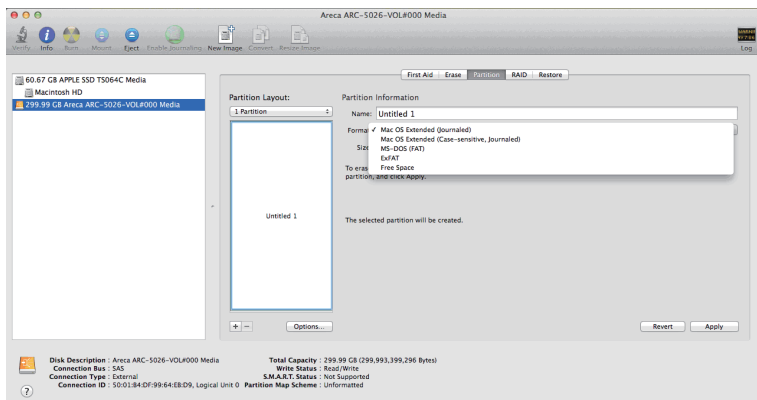 Areca ARC-5026-VOL#000 Media
Verify Info Burn Mount Eject Enable Journaling New Image Convert Resize Image Log
60.67 GB APPLE SSD TS064C Media
Macintosh HD
299.99 GB Areca ARC-5026-VOL#000 Media
First Aid Erase Partition RAID Restore
Partition Layout:
1 Partition
Untitled 1
+ − Options...
Partition Information
Name: Untitled 1
Format
✓ Mac OS Extended (Journaled)
Mac OS Extended (Case-sensitive, Journaled)
MS-DOS (FAT)
ExFAT
Free Space
Size
To eras
partition, and click Apply.
The selected partition will be created.
Revert Apply
Disk Description : Areca ARC-5026-VOL#000 Media
Connection Bus : SAS
Connection Type : External
Connection ID : 50:01:B4:DF:99:64:EB:D9, Logical Unit 0
Total Capacity : 299.99 GB (299,993,399,296 Bytes)
Write Status : Read/Write
S.M.A.R.T. Status : Not Supported
Partition Map Scheme : Unformatted
?